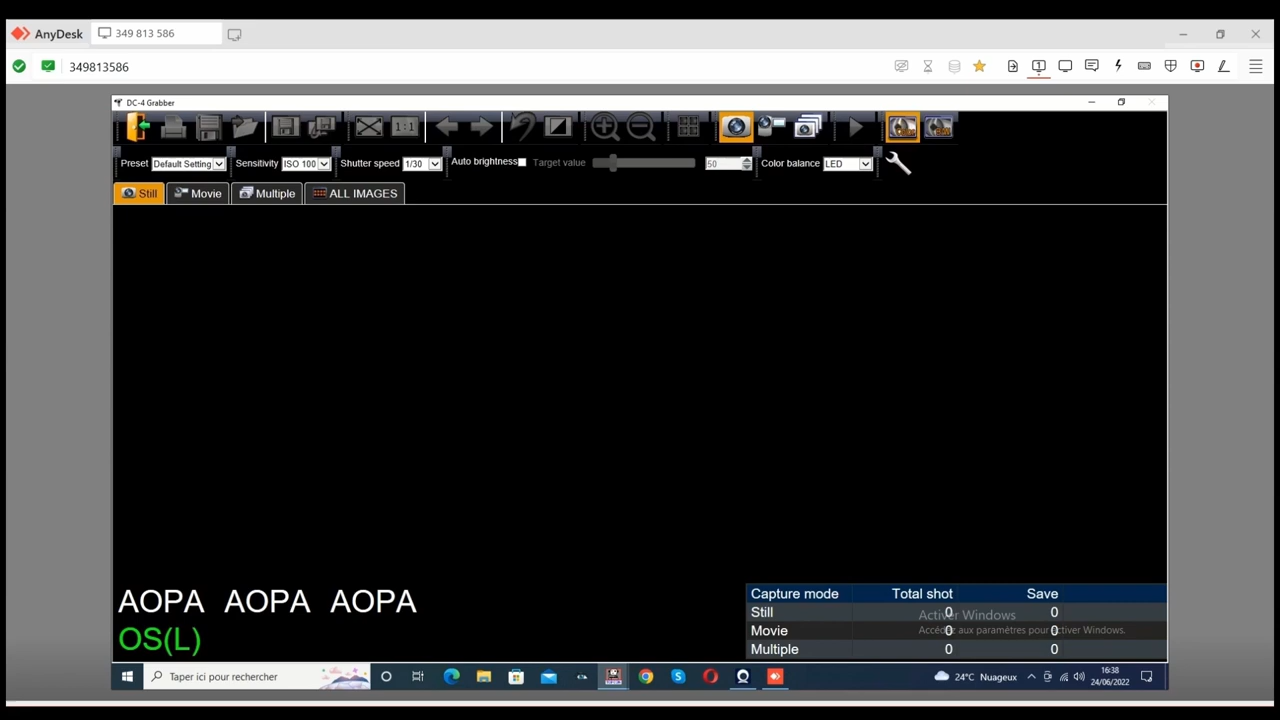 AnyDesk 349 813 586
349813586
DC-4 Grabber
1:1
Preset Default Setting Sensitivity ISO 100 Shutter speed 1/30 Auto brightness Target value 50 Color balance LED
Still Movie Multiple ALL IMAGES
AOPA AOPA AOPA
OS(L)
Capture mode Total shot Save
Still 0 0
Movie 0 0
Multiple 0 0
Activer Windows
Accédez aux paramètres pour activer Windows.
Taper ici pour rechercher
24°C Nuageux
16:38
24/06/2022